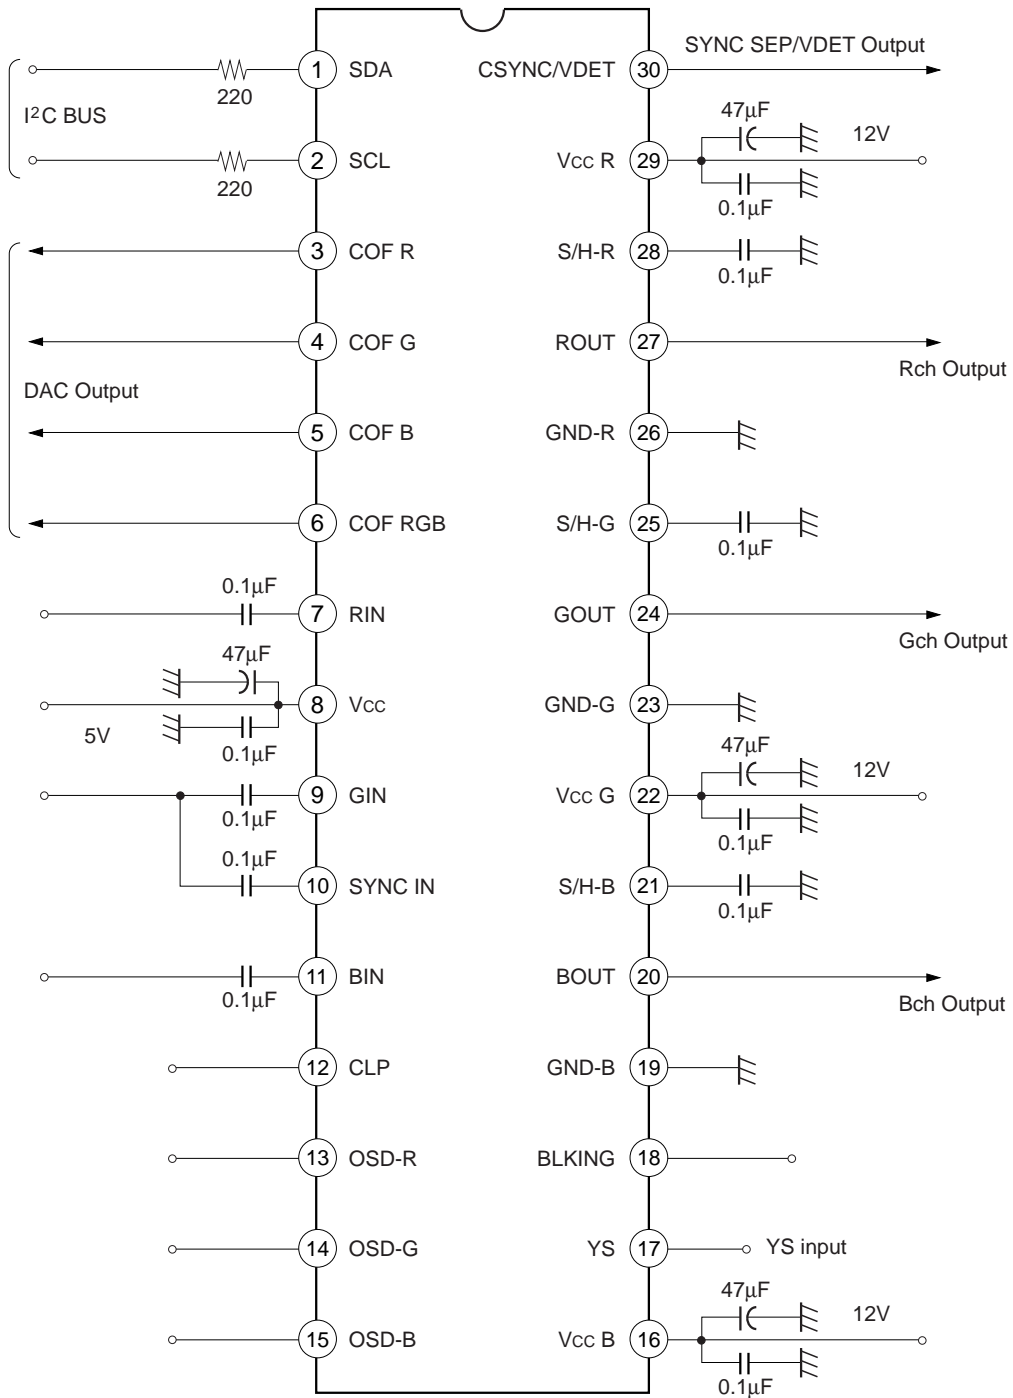 SYNC SEP/VDET Output
1 SDA CSYNC/VDET 30
220
I2C BUS
47μF 12V
2 SCL Vcc R 29
220
0.1μF
3 COF R S/H-R 28
0.1μF
4 COF G ROUT 27
Rch Output
DAC Output
5 COF B GND-R 26
6 COF RGB S/H-G 25
0.1μF
0.1μF
7 RIN GOUT 24
Gch Output
47μF
8 Vcc GND-G 23
5V
0.1μF
47μF 12V
9 GIN Vcc G 22
0.1μF
0.1μF
0.1μF
10 SYNC IN S/H-B 21
0.1μF
11 BIN BOUT 20
0.1μF
Bch Output
12 CLP GND-B 19
13 OSD-R BLKING 18
14 OSD-G YS 17 YS input
47μF 12V
15 OSD-B Vcc B 16
0.1μF